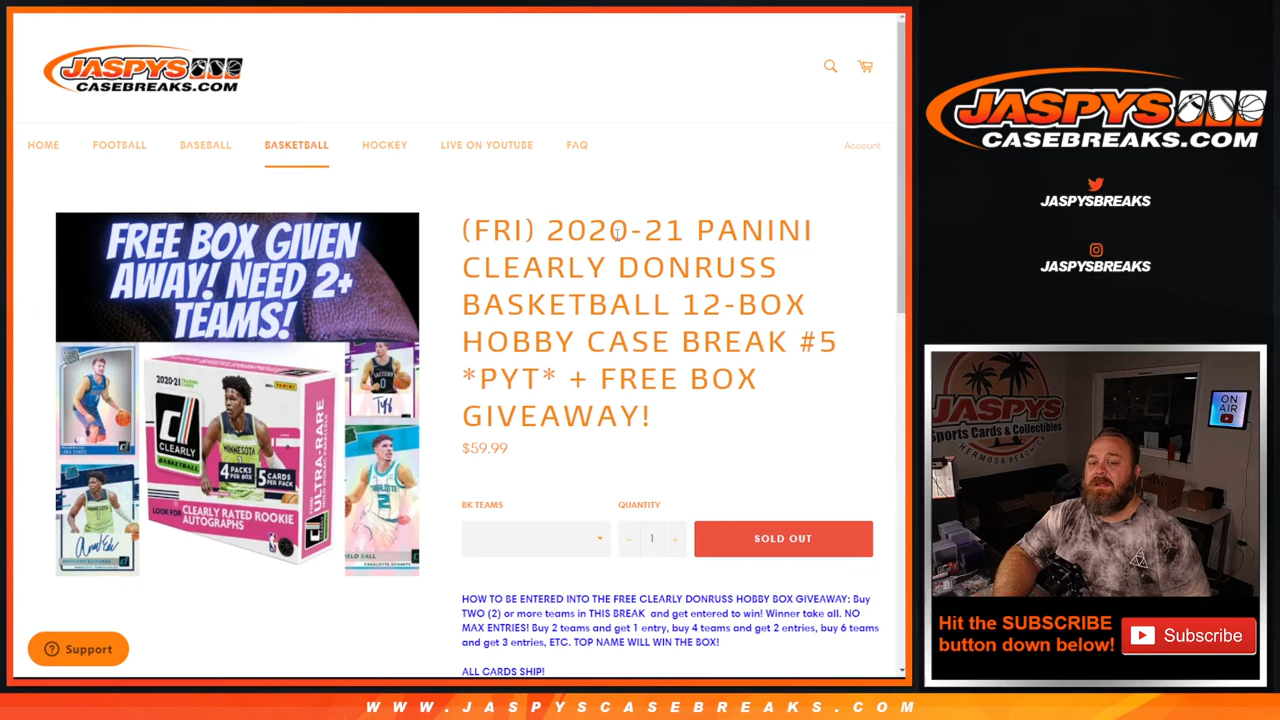 JASPYS
CASEBREAKS.COM
HOME
FOOTBALL
BASEBALL
BASKETBALL
HOCKEY
LIVE ON YOUTUBE
FAQ
Account
FREE BOX GIVEN
AWAY! NEED 2+
TEAMS!
2020-21
PANINI
CLEARLY
BASKETBALL
MINNESOTA
4 PACKS
PER BOX
5 CARDS
PER PACK
ULTRA-RARE
LOOK FOR CLEARLY RATED ROOKIE
AUTOGRAPHS
(FRI) 2020-21 PANINI
CLEARLY DONRUSS
BASKETBALL 12-BOX
HOBBY CASE BREAK #5
*PYT* + FREE BOX
GIVEAWAY!
$59.99
BK TEAMS
QUANTITY
1
SOLD OUT
HOW TO BE ENTERED INTO THE FREE CLEARLY DONRUSS HOBBY BOX GIVEAWAY: Buy
TWO (2) or more teams in THIS BREAK and get entered to win! Winner take all. NO
MAX ENTRIES! Buy 2 teams and get 1 entry, buy 4 teams and get 2 entries, buy 6 teams
and get 3 entries, ETC. TOP NAME WILL WIN THE BOX!
ALL CARDS SHIP!
Support
JASPYS
CASEBREAKS.COM
JASPYSBREAKS
JASPYSBREAKS
JASPYS
Sports Cards & Collectibles
HERMOSA BEACH
ON
AIR
Hit the SUBSCRIBE
button down below!
Subscribe
WWW.JASPYSCASEBREAKS.COM